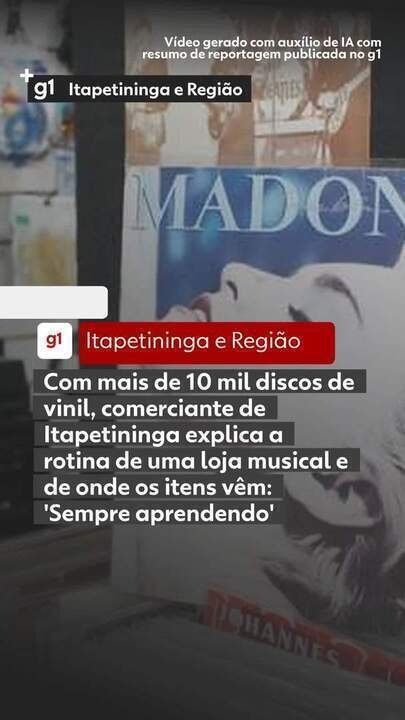 Vídeo gerado com auxílio de IA com
resumo de reportagem publicada no g1
+g1 Itapetininga e Região
BEATLES
MADON
g1 Itapetininga e Região
Com mais de 10 mil discos de
vinil, comerciante de
Itapetininga explica a
rotina de uma loja musical e
de onde os itens vêm:
'Sempre aprendendo'
JOHANNES